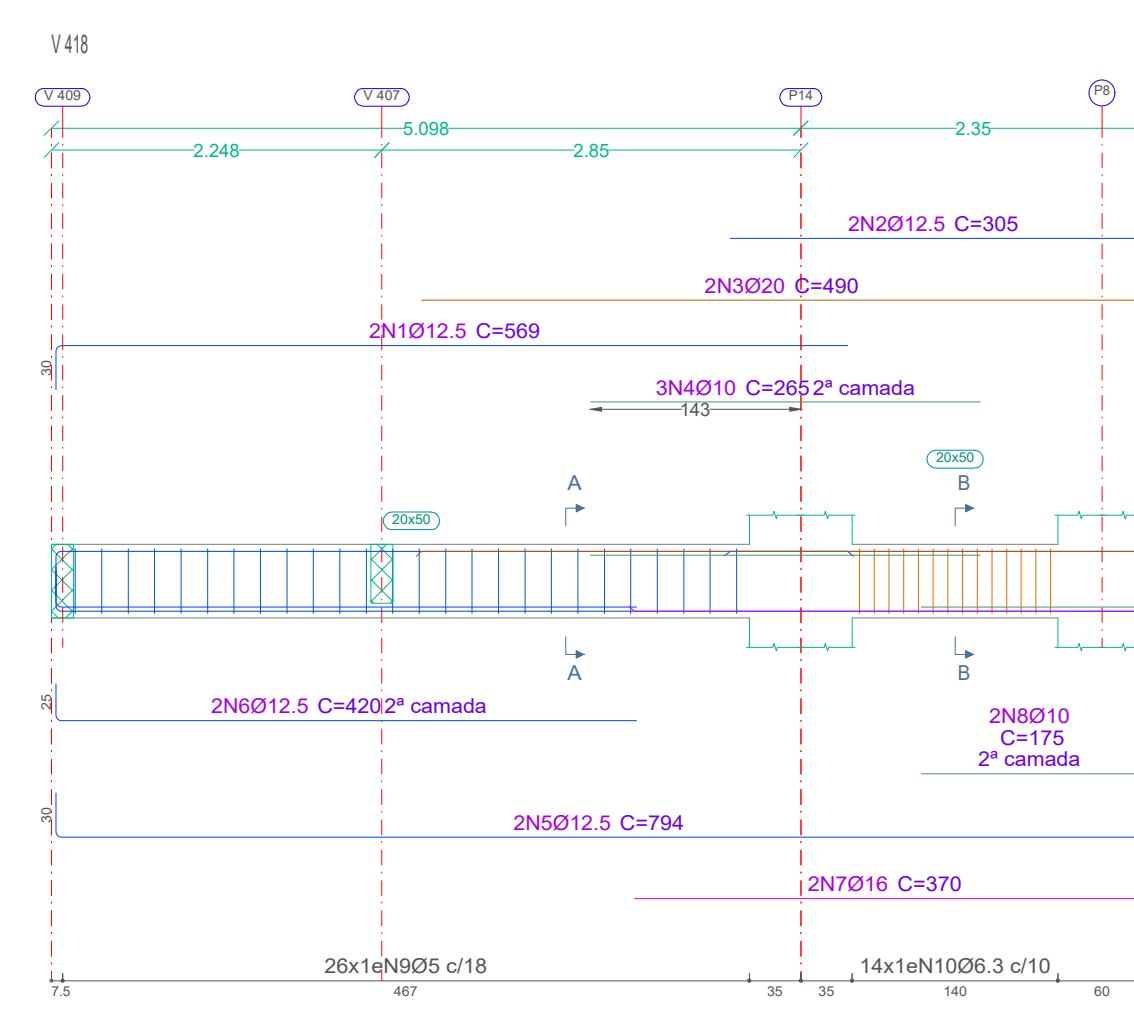 V 418
V 409
V 407
P14
P8
5.098
2.35
2.248
2.85
2N2Ø12.5 C=305
2N3Ø20 C=490
2N1Ø12.5 C=569
30
3N4Ø10 C=265 2ª camada
143
20x50
A
B
20x50
A
B
25
2N6Ø12.5 C=420 2ª camada
2N8Ø10
C=175
2ª camada
30
2N5Ø12.5 C=794
2N7Ø16 C=370
26x1eN9Ø5 c/18
14x1eN10Ø6.3 c/10
7.5
467
35
35
140
60